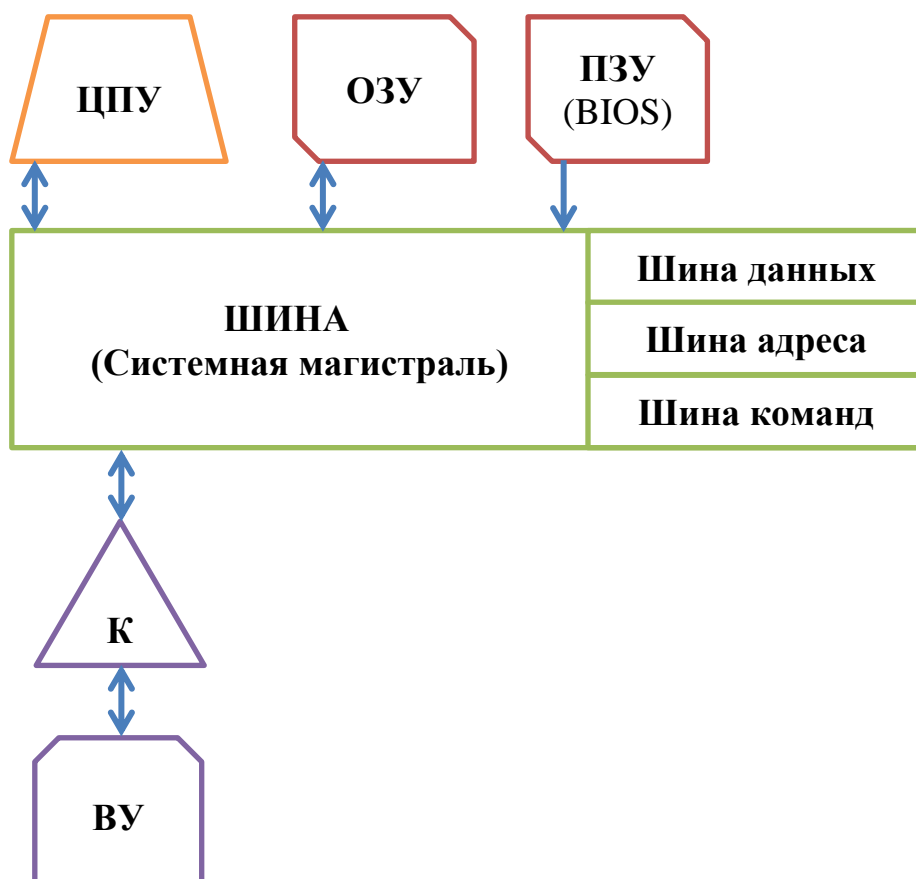 ЦПУ
ОЗУ
ПЗУ
(BIOS)
ШИНА
(Системная магистраль)
Шина данных
Шина адреса
Шина команд
К
ВУ